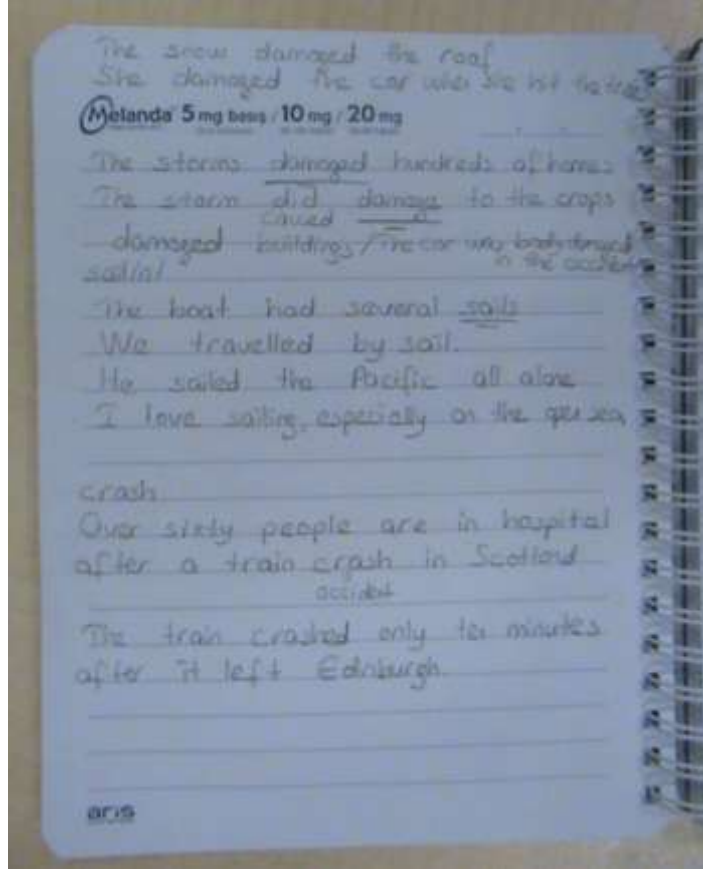 The snow damaged the roof
She damaged the car when she hit the tree
Melanda 5 mg basis / 10 mg / 20 mg
The storms damaged hundreds of homes
The storm did damage to the crops
caused
damaged buildings / The car was badly damaged
in the accident
sail(n)
The boat had several sails
We travelled by sail.
He sailed the Pacific all alone
I love sailing, especially on the open sea,
crash
Over sixty people are in hospital
after a train crash in Scotland
accident
The train crashed only ten minutes
after it left Edinburgh.
aris